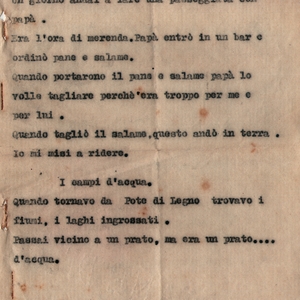 Un giorno andai a fare una passeggiata con
papà .
Era l'ora di merenda.Papà entrò in un bar e
ordinò pane e salame.
Quando portarono il pane e salame papà lo
volle tagliare perchè'era troppo per me e
per lui .
Quando tagliò il salame,questo andò in terra .
Io mi misi a ridere.
I campi d'acqua.
Quando tornavo da Pote di Legno trovavo i
fiumi, i laghi ingrossati .
Passai vicino a un prato, ma era un prato....
d'acqua.